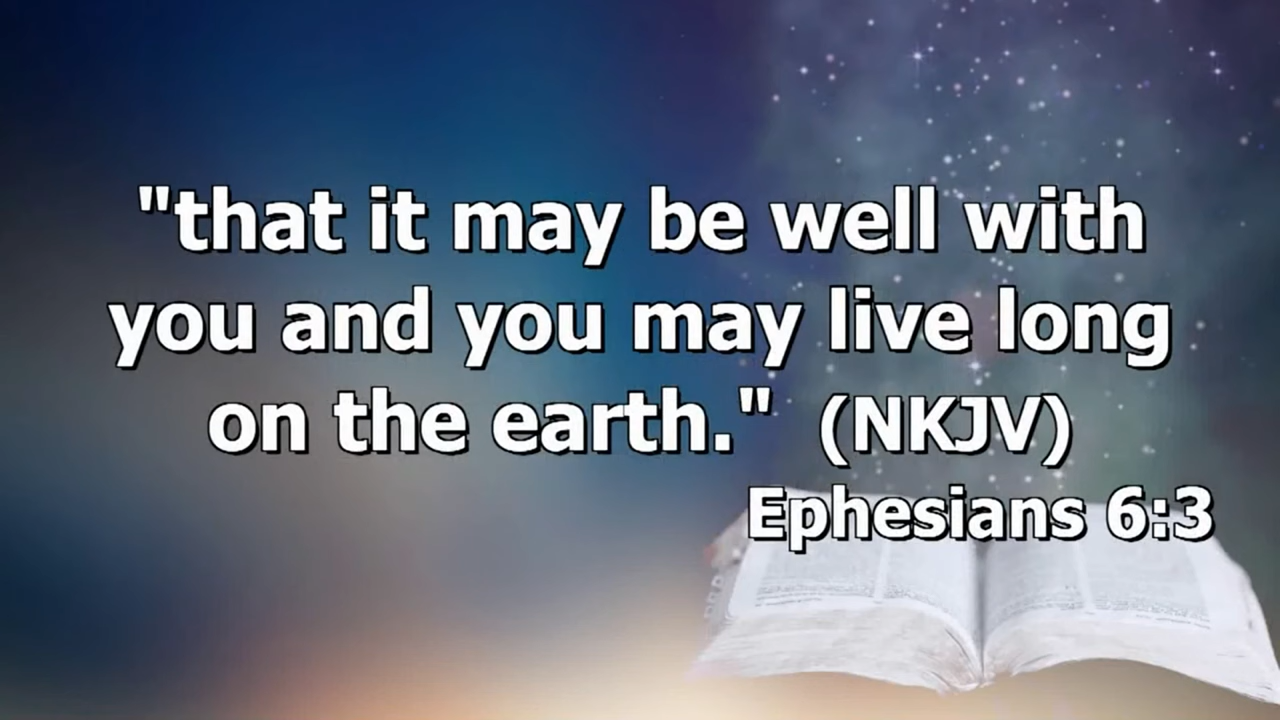 "that it may be well with
you and you may live long
on the earth." (NKJV)
Ephesians 6:3